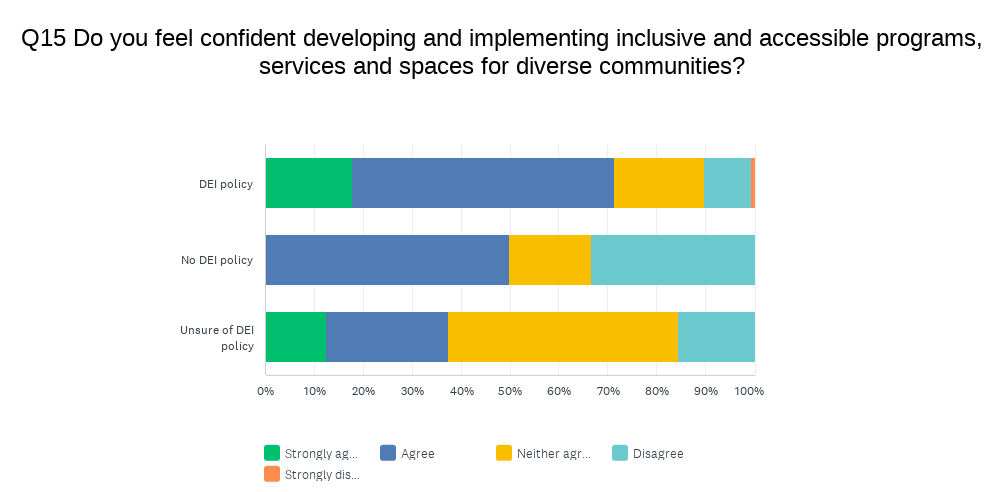 Q15 Do you feel confident developing and implementing inclusive and accessible programs,
services and spaces for diverse communities?
DEI policy
No DEI policy
Unsure of DEI
policy
0% 10% 20% 30% 40% 50% 60% 70% 80% 90% 100%
Strongly ag... Agree Neither agr... Disagree
Strongly dis...